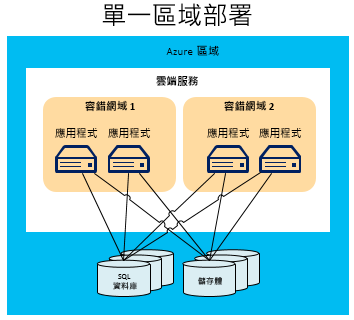 單一區域部署
Azure 區域
雲端服務
容錯網域 1
容錯網域 2
應用程式 應用程式
應用程式 應用程式
SQL
資料庫
儲存體